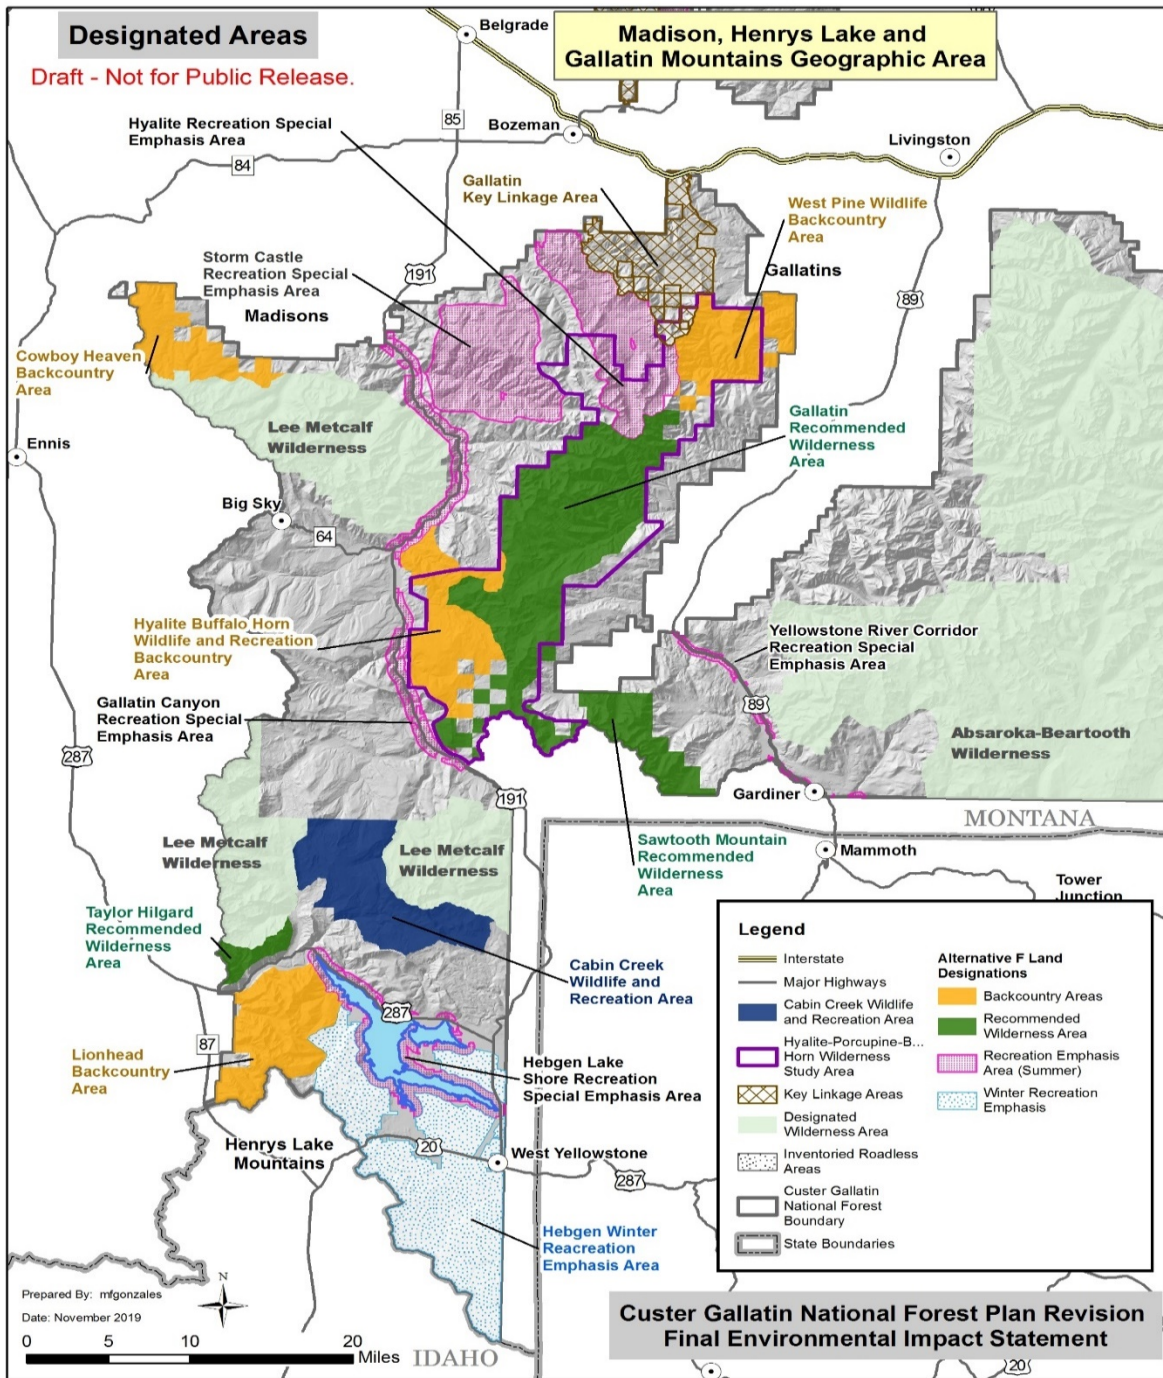 Designated Areas
Draft - Not for Public Release.
Madison, Henrys Lake and
Gallatin Mountains Geographic Area
Belgrade
85
Bozeman
Livingston
84
Hyalite Recreation Special
Emphasis Area
Gallatin
Key Linkage Area
West Pine Wildlife
Backcountry
Area
Storm Castle
Recreation Special
Emphasis Area
191
Gallatins
89
Madisons
Cowboy Heaven
Backcountry
Area
Lee Metcalf
Wilderness
Gallatin
Recommended
Wilderness
Area
Ennis
Big Sky
64
Hyalite Buffalo Horn
Wildlife and Recreation
Backcountry
Area
Yellowstone River Corridor
Recreation Special
Emphasis Area
Gallatin Canyon
Recreation Special
Emphasis Area
89
287
Absaroka-Beartooth
Wilderness
Gardiner
191
MONTANA
Lee Metcalf
Wilderness
Lee Metcalf
Wilderness
Sawtooth Mountain
Recommended
Wilderness
Area
Mammoth
Tower
Junction
Taylor Hilgard
Recommended
Wilderness
Area
Cabin Creek
Wildlife and
Recreation Area
287
87
Lionhead
Backcountry
Area
Hebgen Lake
Shore Recreation
Special Emphasis Area
Henrys Lake
Mountains
20
West Yellowstone
287
Hebgen Winter
Reacreation
Emphasis Area
Legend
Interstate
Major Highways
Cabin Creek Wildlife
and Recreation Area
Hyalite-Porcupine-B...
Horn Wilderness
Study Area
Key Linkage Areas
Designated
Wilderness Area
Inventoried Roadless
Areas
Custer Gallatin
National Forest
Boundary
State Boundaries
Alternative F Land
Designations
Backcountry Areas
Recommended
Wilderness Area
Recreation Emphasis
Area (Summer)
Winter Recreation
Emphasis
Prepared By: mfgonzales
Date: November 2019
N
0 5 10 20
Miles
IDAHO
Custer Gallatin National Forest Plan Revision
Final Environmental Impact Statement
20